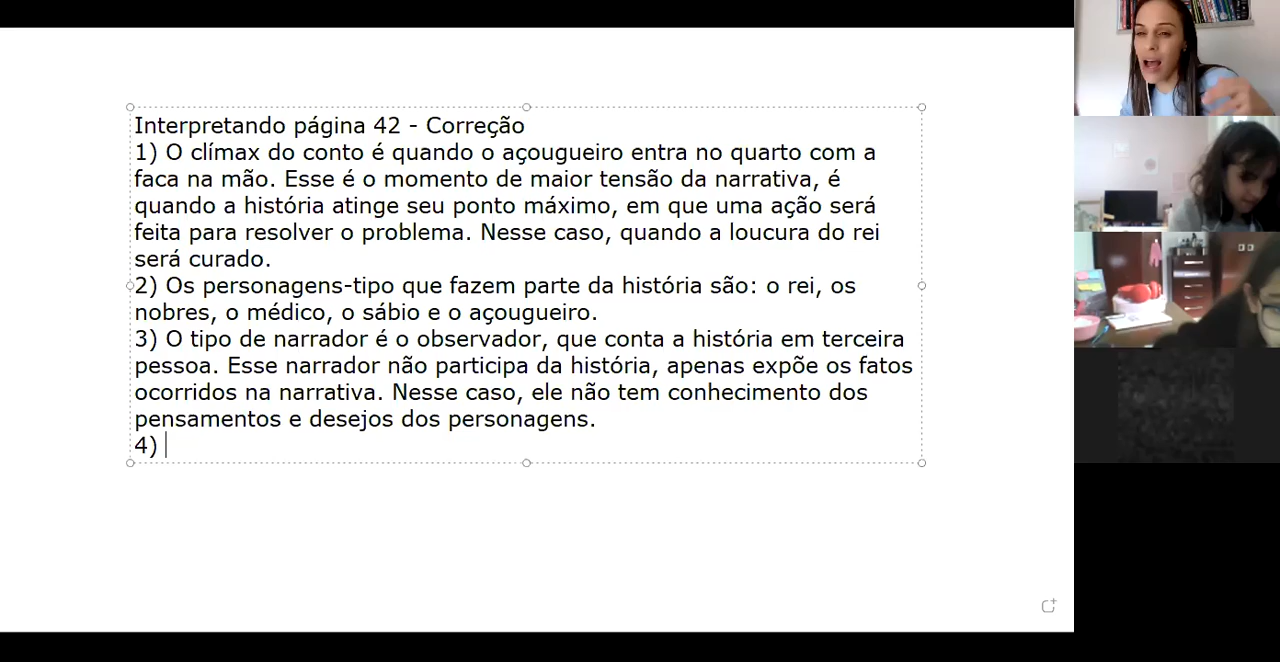 Interpretando página 42 - Correção
1) O clímax do conto é quando o açougueiro entra no quarto com a
faca na mão. Esse é o momento de maior tensão da narrativa, é
quando a história atinge seu ponto máximo, em que uma ação será
feita para resolver o problema. Nesse caso, quando a loucura do rei
será curado.
2) Os personagens-tipo que fazem parte da história são: o rei, os
nobres, o médico, o sábio e o açougueiro.
3) O tipo de narrador é o observador, que conta a história em terceira
pessoa. Esse narrador não participa da história, apenas expõe os fatos
ocorridos na narrativa. Nesse caso, ele não tem conhecimento dos
pensamentos e desejos dos personagens.
4)